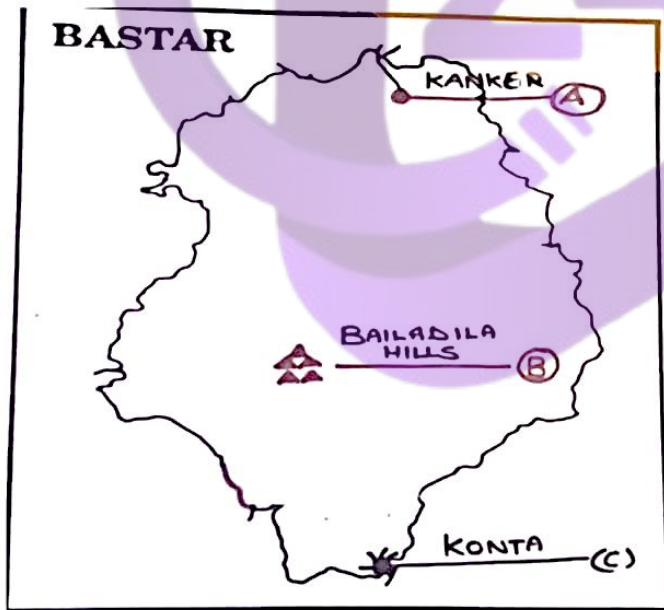 BASTAR
KANKER A
BAILADILA
HILLS B
KONTA (C)